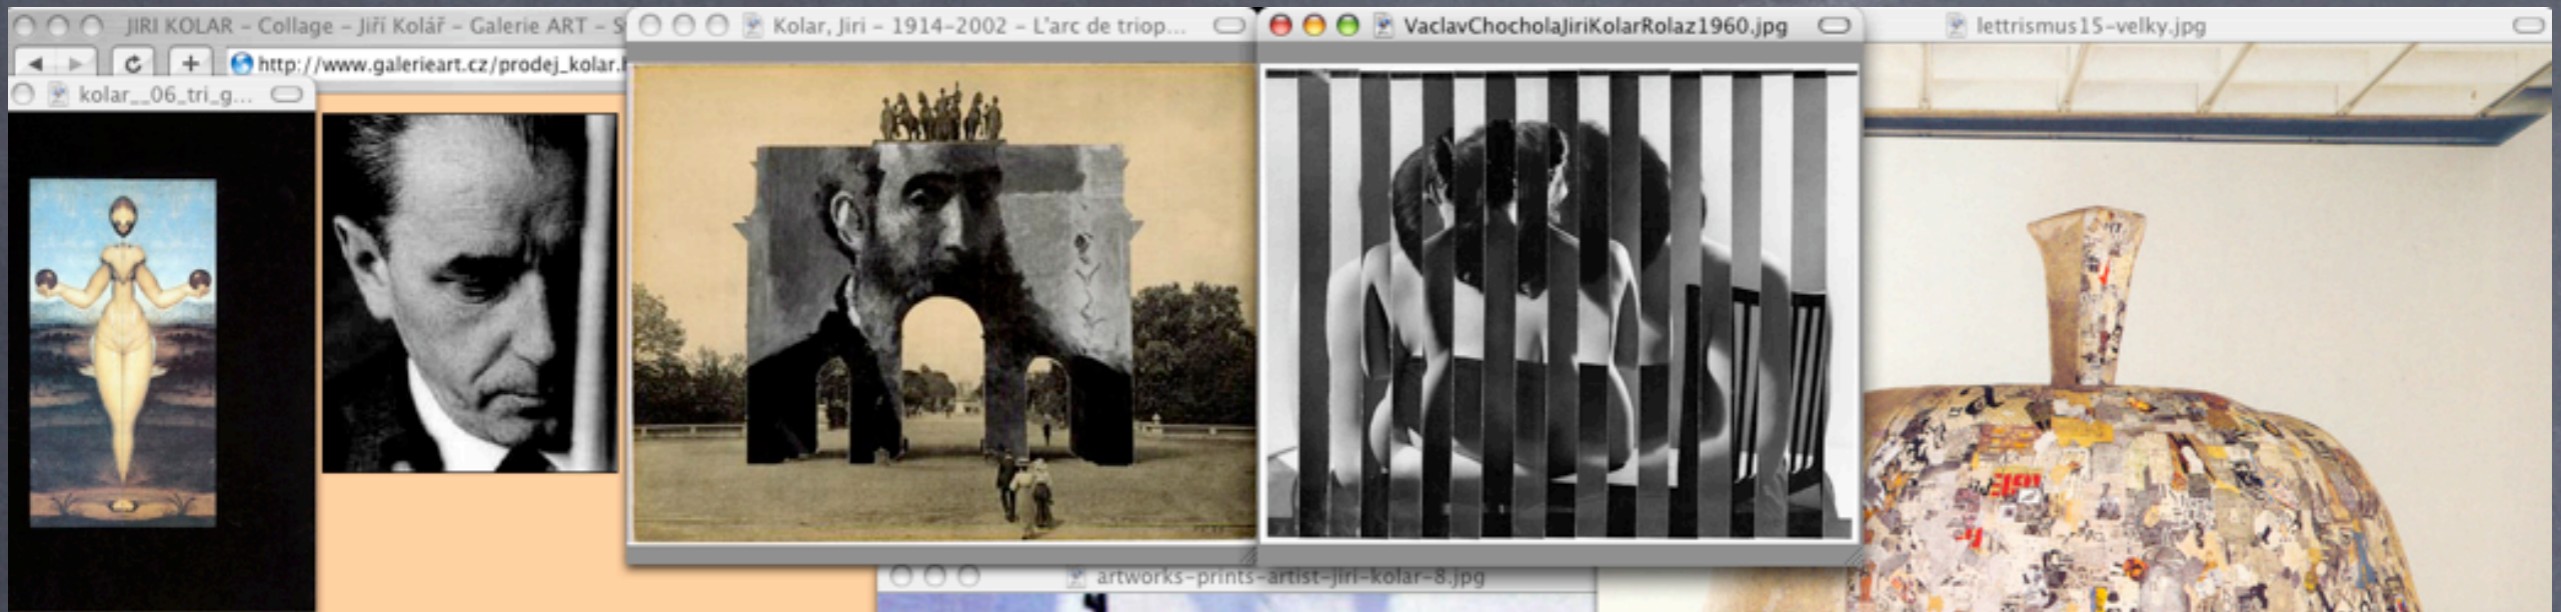 JIRI KOLAR – Collage – Jiří Kolář – Galerie ART – S
http://www.galerieart.cz/prodej_kolar.h
kolar__06_tri_g...
Kolar, Jiri – 1914–2002 – L'arc de triop...
VaclavChocholaJiriKolarRolaz1960.jpg
lettrismus15-velky.jpg
artworks-prints-artist-jiri-kolar-8.jpg